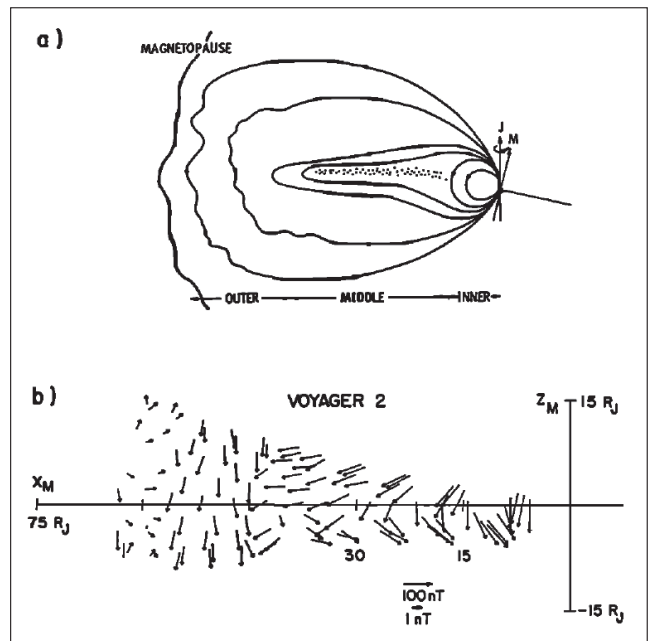 a)
MAGNETOPAUSE
J
M
OUTER MIDDLE INNER
b)
VOYAGER 2
Z_M 15 R_J
X_M
75 R_J 30 15
100nT
1nT
-15 R_J